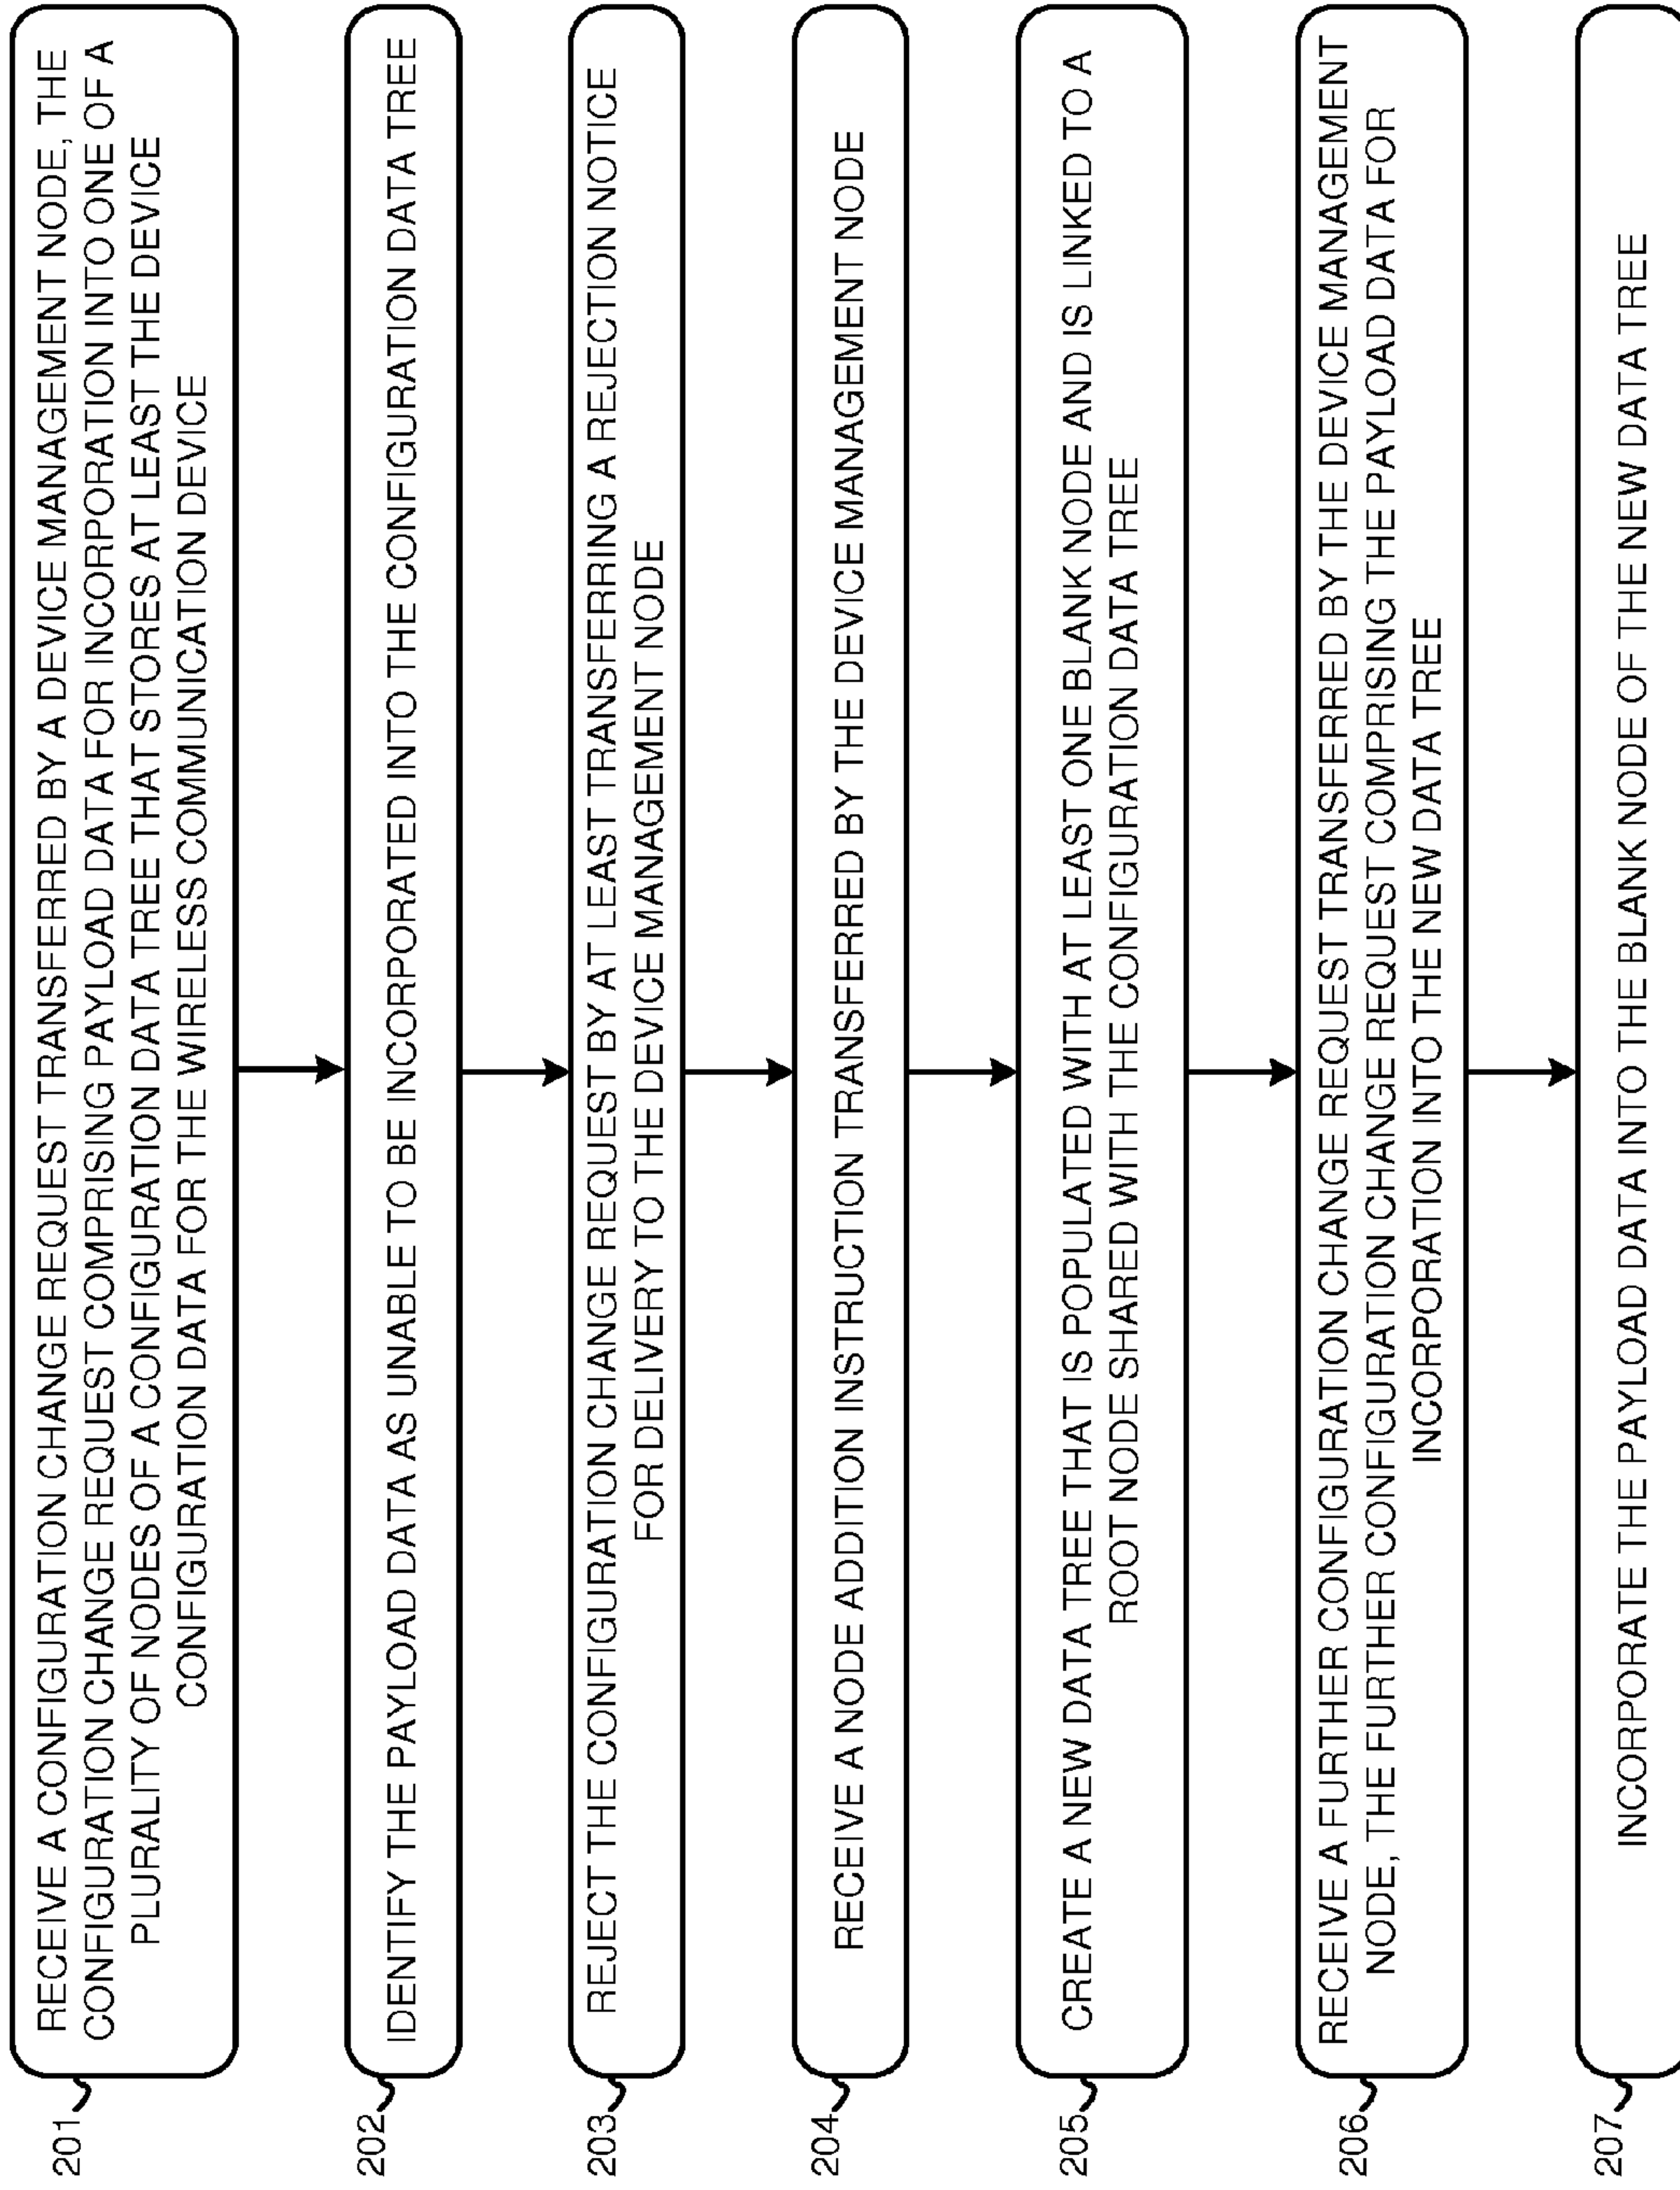 201
RECEIVE A CONFIGURATION CHANGE REQUEST TRANSFERRED BY A DEVICE MANAGEMENT NODE, THE
CONFIGURATION CHANGE REQUEST COMPRISING PAYLOAD DATA FOR INCORPORATION INTO ONE OF A
PLURALITY OF NODES OF A CONFIGURATION DATA TREE THAT STORES AT LEAST THE DEVICE
CONFIGURATION DATA FOR THE WIRELESS COMMUNICATION DEVICE
202
IDENTIFY THE PAYLOAD DATA AS UNABLE TO BE INCORPORATED INTO THE CONFIGURATION DATA TREE
203
REJECT THE CONFIGURATION CHANGE REQUEST BY AT LEAST TRANSFERRING A REJECTION NOTICE
FOR DELIVERY TO THE DEVICE MANAGEMENT NODE
204
RECEIVE A NODE ADDITION INSTRUCTION TRANSFERRED BY THE DEVICE MANAGEMENT NODE
205
CREATE A NEW DATA TREE THAT IS POPULATED WITH AT LEAST ONE BLANK NODE AND IS LINKED TO A
ROOT NODE SHARED WITH THE CONFIGURATION DATA TREE
206
RECEIVE A FURTHER CONFIGURATION CHANGE REQUEST TRANSFERRED BY THE DEVICE MANAGEMENT
NODE, THE FURTHER CONFIGURATION CHANGE REQUEST COMPRISING THE PAYLOAD DATA FOR
INCORPORATION INTO THE NEW DATA TREE
207
INCORPORATE THE PAYLOAD DATA INTO THE BLANK NODE OF THE NEW DATA TREE